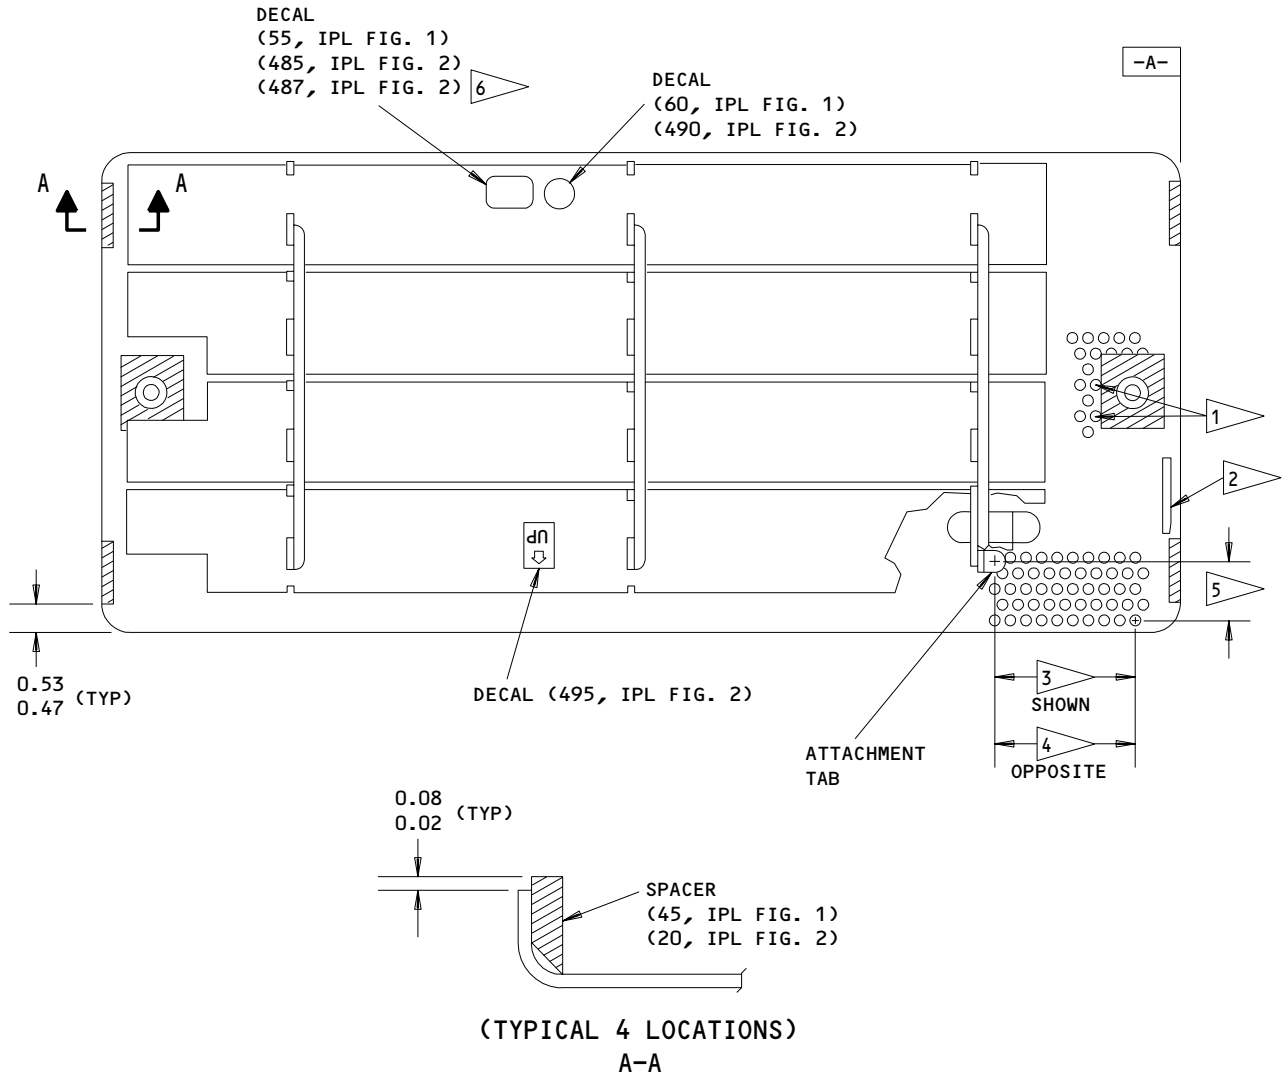 DECAL
(55, IPL FIG. 1)
(485, IPL FIG. 2)
(487, IPL FIG. 2) 6
DECAL
(60, IPL FIG. 1)
(490, IPL FIG. 2)
-A-
A A
1
2
UP
5
0.53
0.47 (TYP)
DECAL (495, IPL FIG. 2)
3
SHOWN
4
OPPOSITE
ATTACHMENT
TAB
0.08
0.02 (TYP)
SPACER
(45, IPL FIG. 1)
(20, IPL FIG. 2)
(TYPICAL 4 LOCATIONS)
A-A